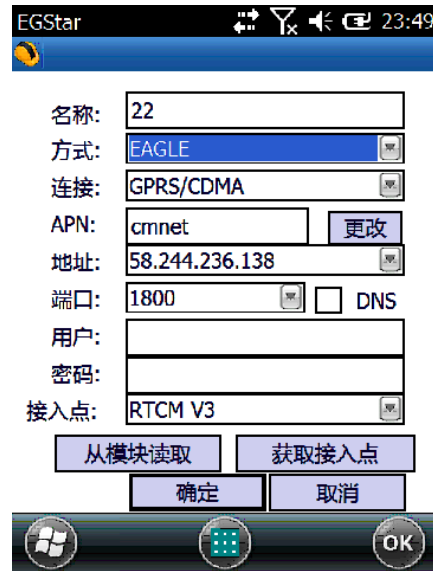 EGStar 23:49
名称: 22
方式: EAGLE
连接: GPRS/CDMA
APN: cmnet 更改
地址: 58.244.236.138
端口: 1800 DNS
用户:
密码:
接入点: RTCM V3
从模块读取 获取接入点
确定 取消
OK